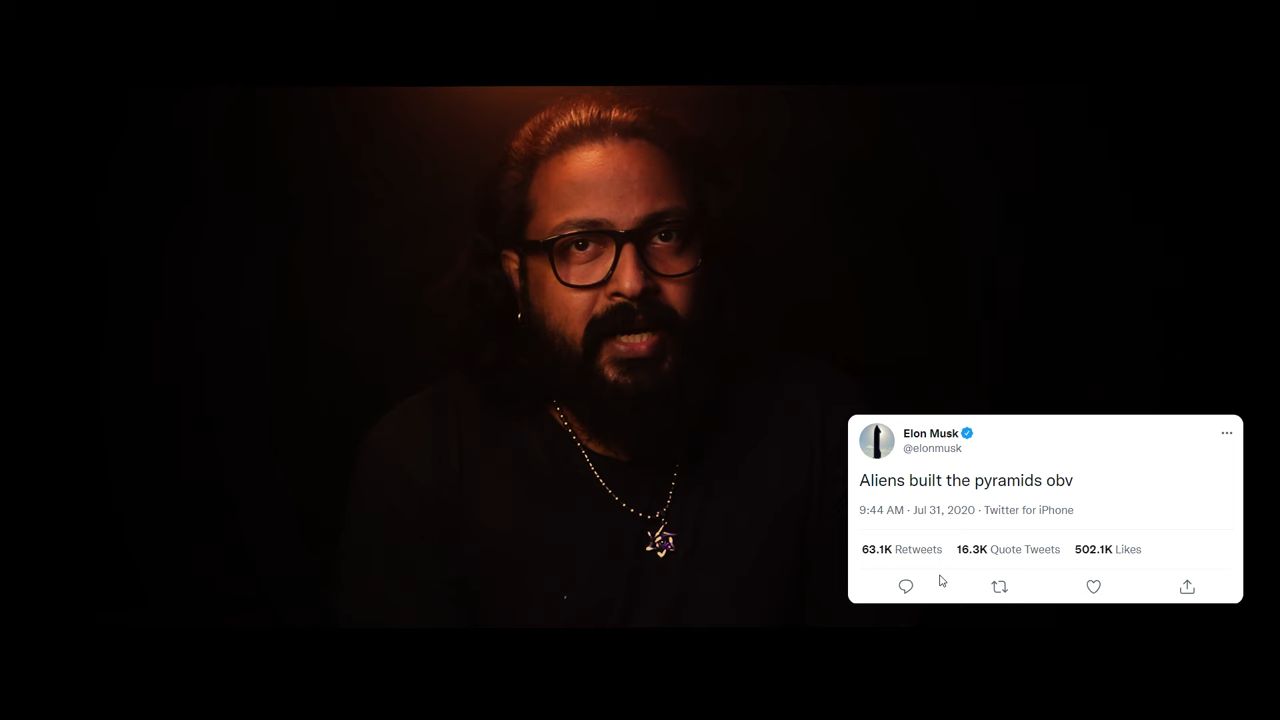 Elon Musk
@elonmusk
Aliens built the pyramids obv
9:44 AM · Jul 31, 2020 · Twitter for iPhone
63.1K Retweets 16.3K Quote Tweets 502.1K Likes